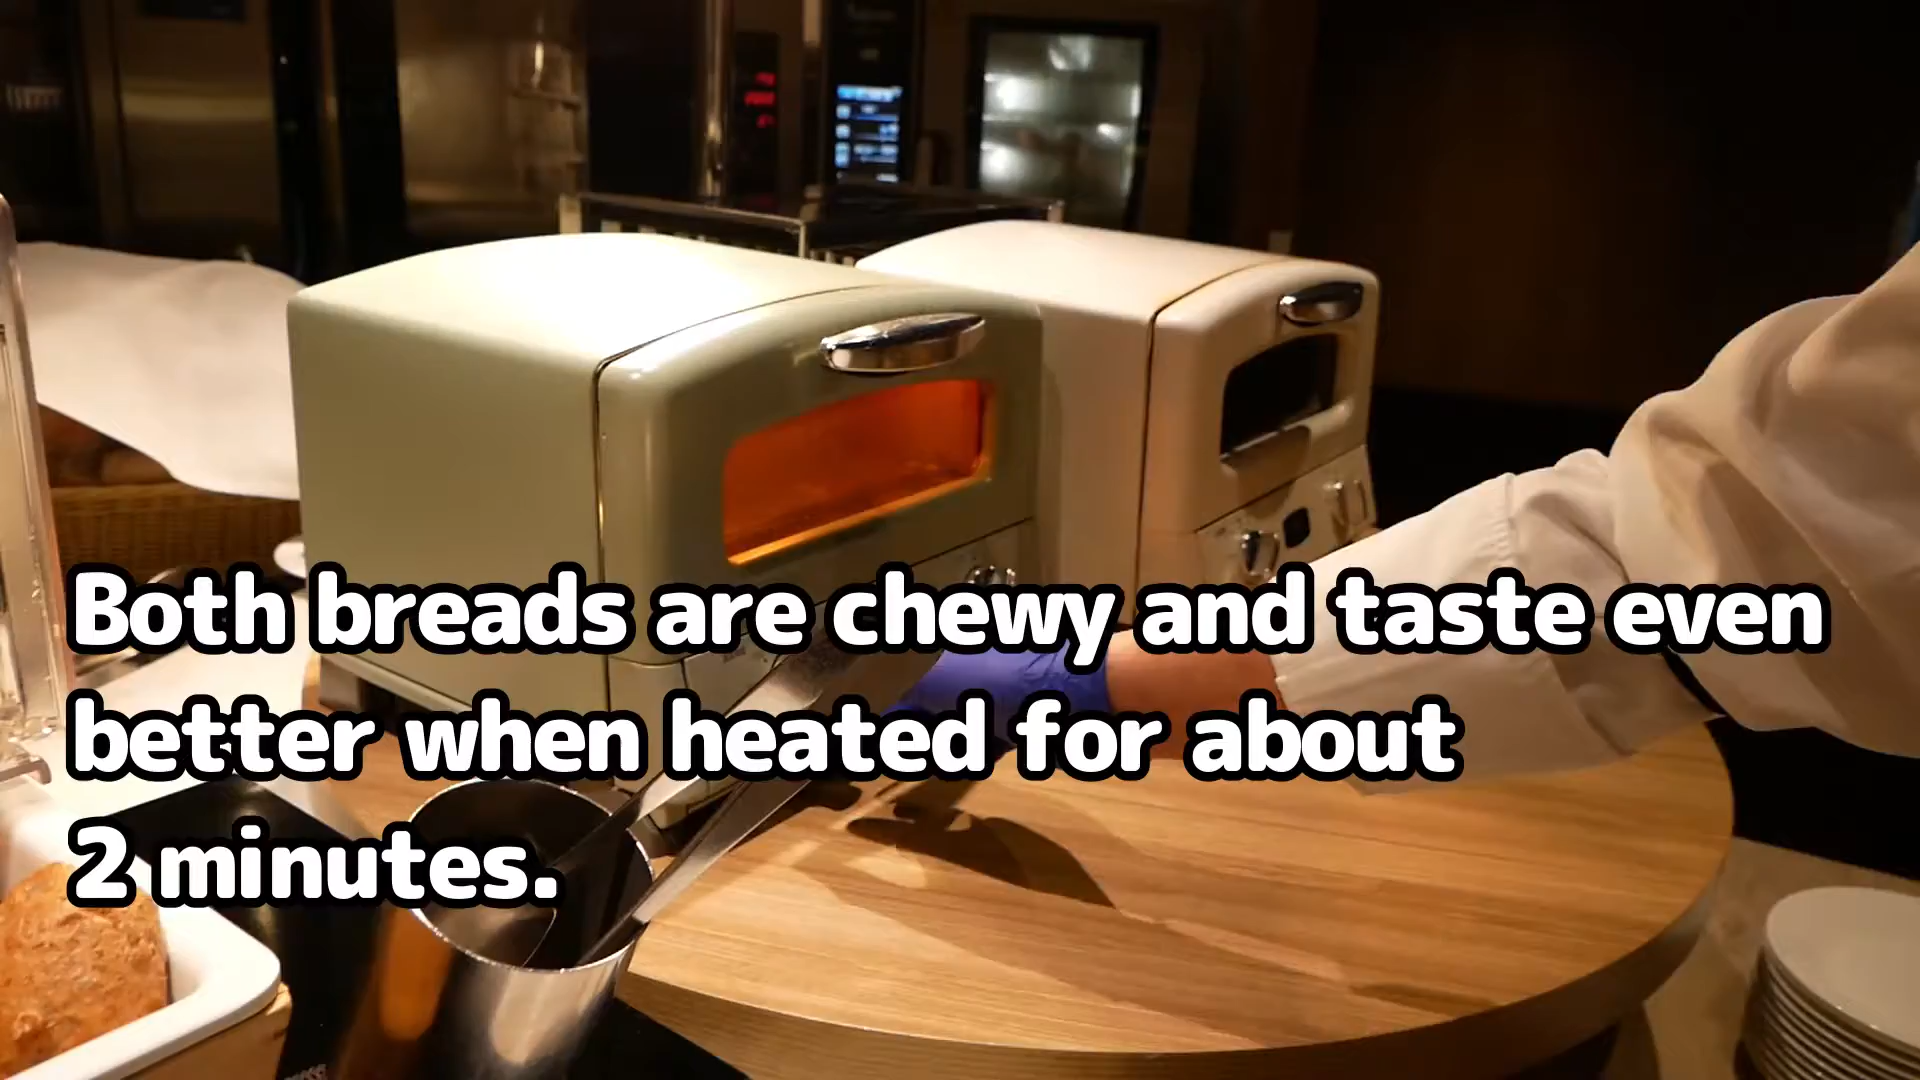 Both breads are chewy and taste even
better when heated for about
2 minutes.